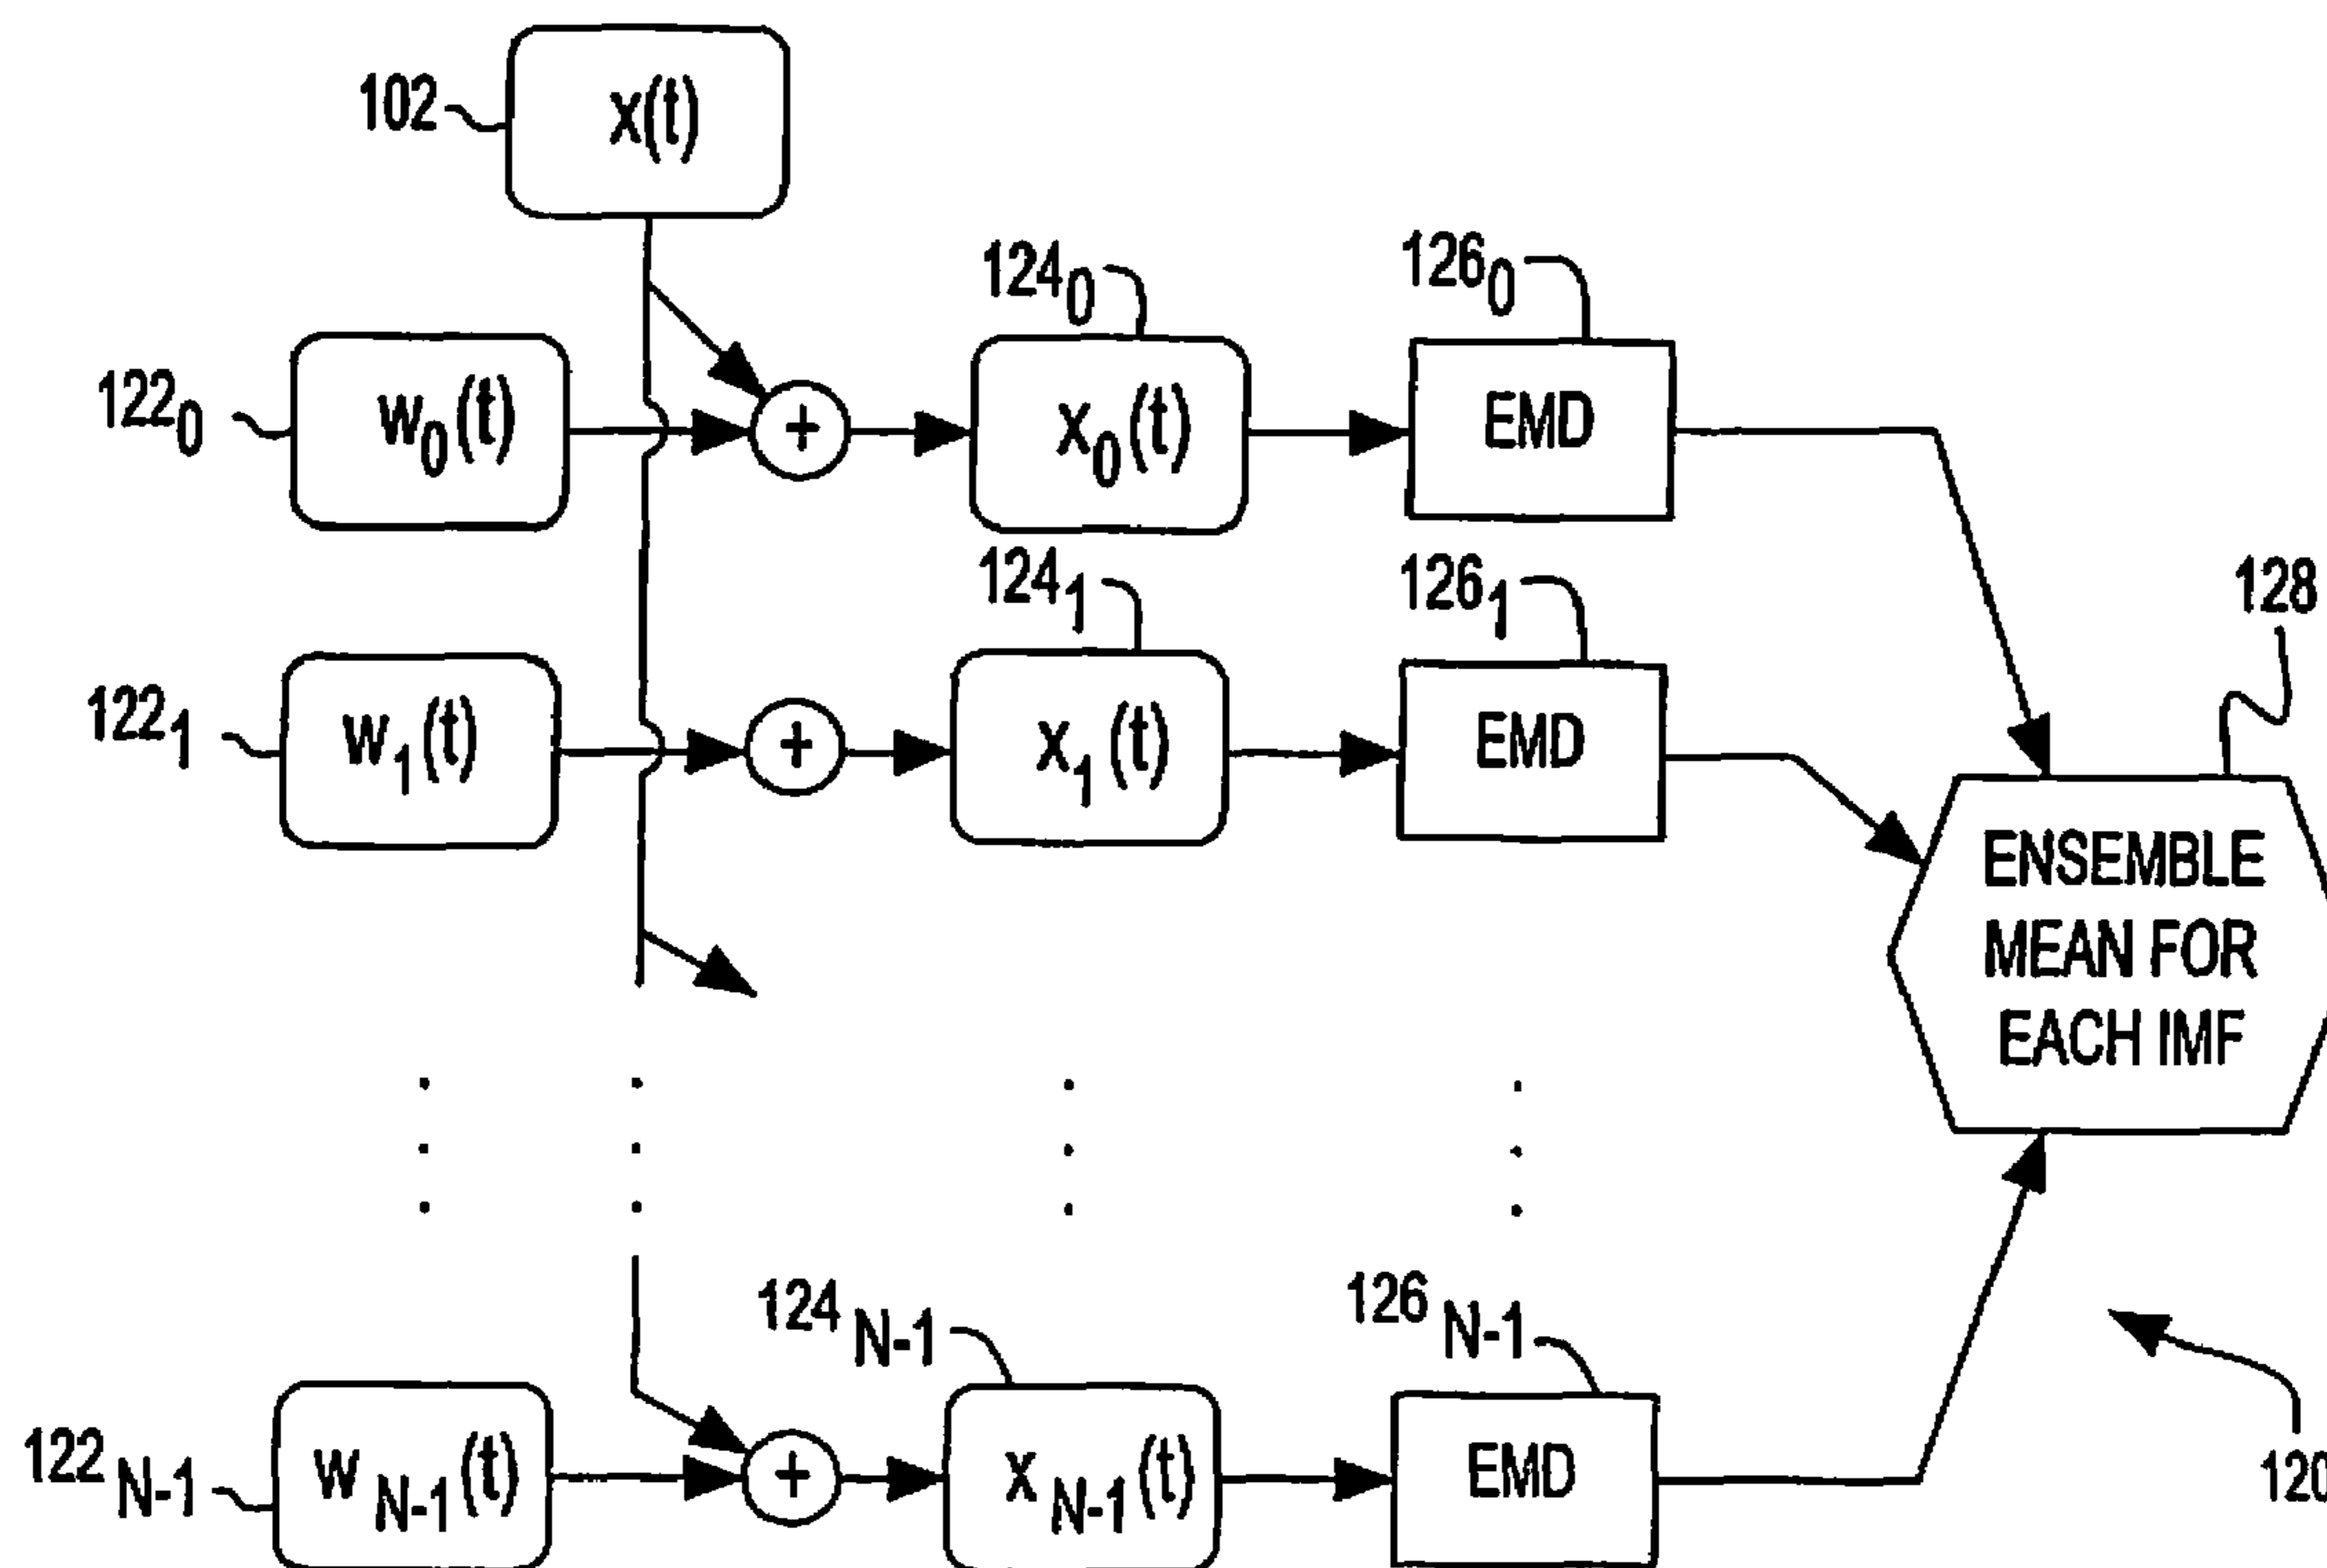 102
x(t)
124₀
126₀
122₀
w₀(t)
+
x₀(t)
EMD
124₁
126₁
128
122₁
w₁(t)
+
x₁(t)
EMD
ENSEMBLE
MEAN FOR
EACH IMF
124 N-1
126 N-1
122 N-1
w N-1 (t)
+
x N-1 (t)
EMD
120